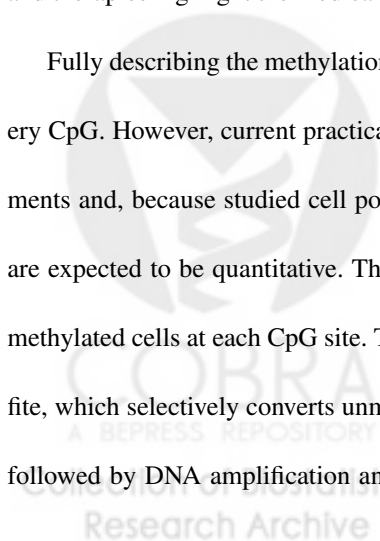 Fully describing the methylation
ery CpG. However, current practica
ments and, because studied cell po
are expected to be quantitative. Th
methylated cells at each CpG site. T
COBRA
fite, which selectively converts unm
A BEPRESS REPOSITORY
followed by DNA amplification an
Collection of Biostatist
Research Archive